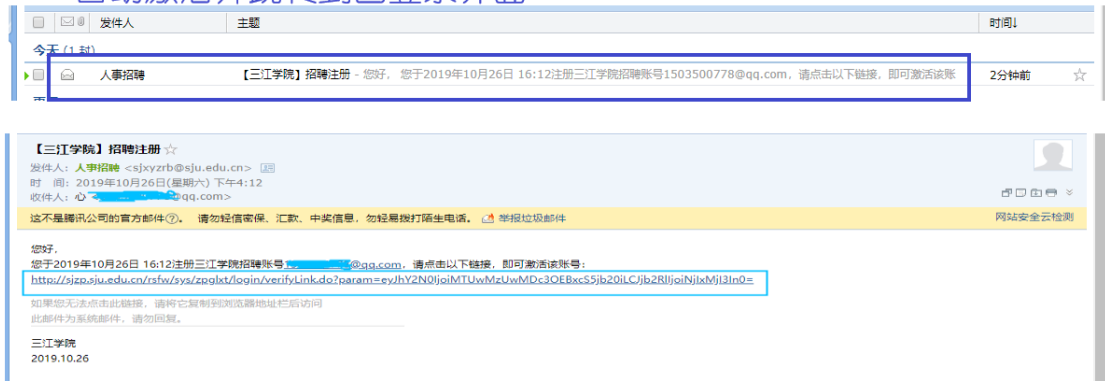 自动激活并跳转到已登录界面
发件人 主题 时间↓
今天 (1 封)
人事招聘 【三江学院】招聘注册 - 您好, 您于2019年10月26日 16:12注册三江学院招聘账号1503500778@qq.com, 请点击以下链接, 即可激活该账 2分钟前
【三江学院】招聘注册
发件人: 人事招聘 <sjxyzrb@sju.edu.cn>
时 间: 2019年10月26日(星期六) 下午4:12
收件人: 心 @qq.com>
这不是腾讯公司的官方邮件?。 请勿轻信密保、汇款、中奖信息, 勿轻易拨打陌生电话。 举报垃圾邮件 网站安全云检测
您好,
您于2019年10月26日 16:12注册三江学院招聘账号 @qq.com, 请点击以下链接, 即可激活该账号:
http://sjzp.sju.edu.cn/rsfw/sys/zpglxt/login/verifyLink.do?param=eyJhY2N0IjoiMTUwMzUwMDc3OEBxcS5jb20iLCJjb2RlIjoiNjIxMjI3In0=
如果您无法点击此链接, 请将它复制到浏览器地址栏后访问
此邮件为系统邮件, 请勿回复。
三江学院
2019.10.26